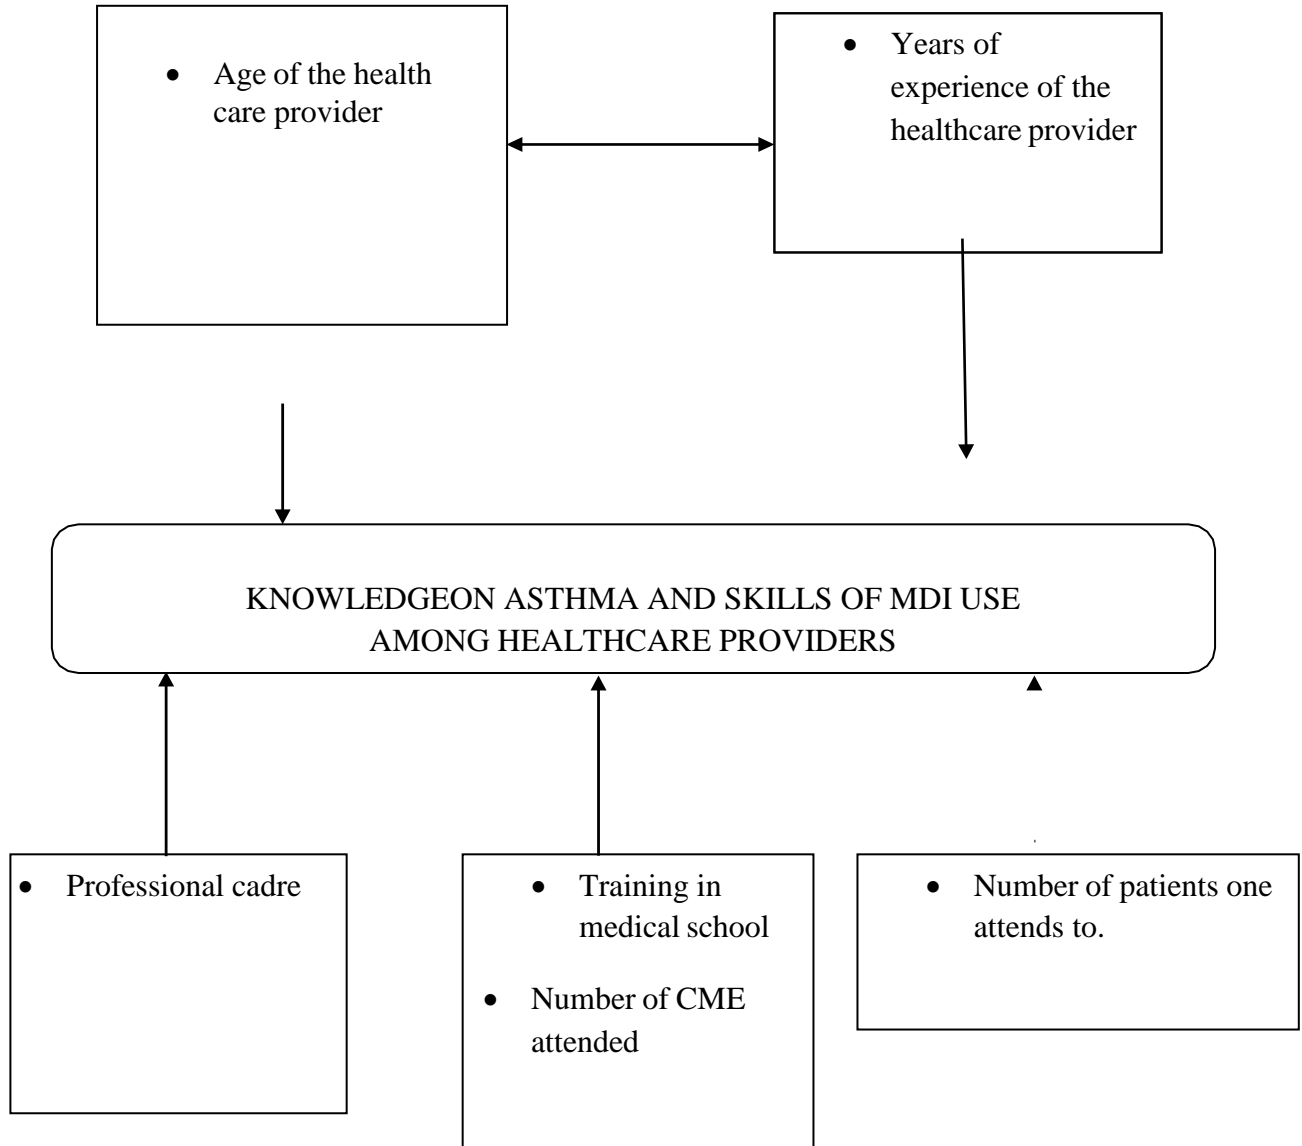 • Age of the health
care provider
• Years of
experience of the
healthcare provider
KNOWLEDGEON ASTHMA AND SKILLS OF MDI USE
AMONG HEALTHCARE PROVIDERS
• Professional cadre
• Training in
medical school
• Number of CME
attended
• Number of patients one
attends to.